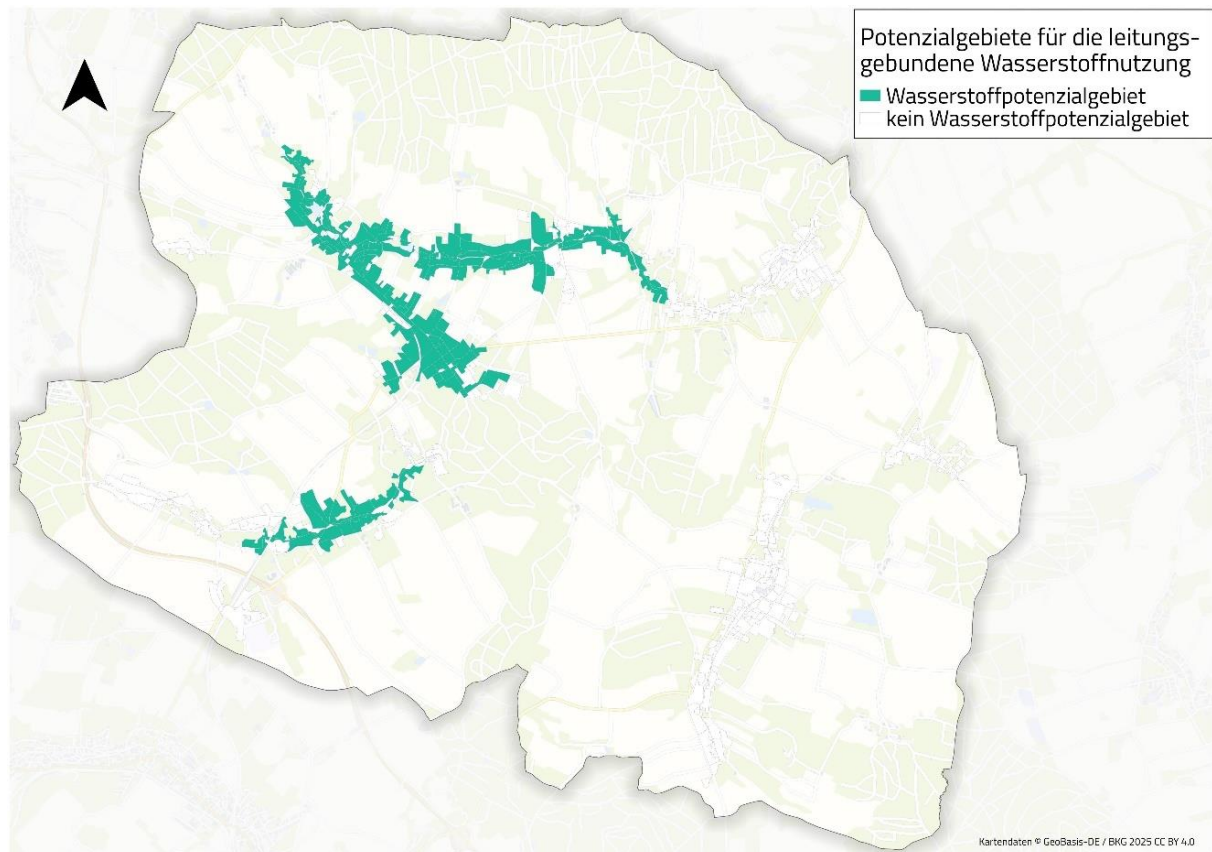 Potenzialgebiete für die leitungs-
gebundene Wasserstoffnutzung
Wasserstoffpotenzialgebiet
kein Wasserstoffpotenzialgebiet
Kartendaten © GeoBasis-DE / BKG 2025 CC BY 4.0